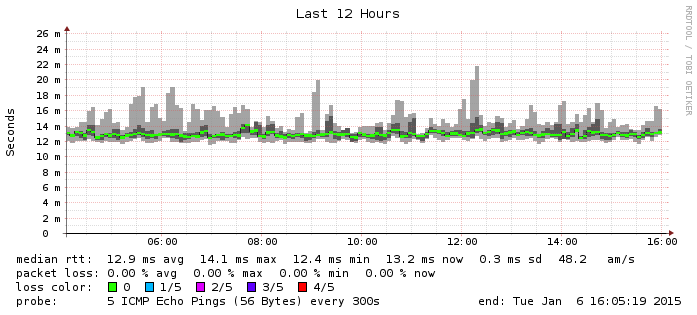 Last 12 Hours
RRDTOOL / TOBI OETIKER
Seconds
26 m
24 m
22 m
20 m
18 m
16 m
14 m
12 m
10 m
8 m
6 m
4 m
2 m
0
06:00 08:00 10:00 12:00 14:00 16:00
median rtt: 12.9 ms avg 14.1 ms max 12.4 ms min 13.2 ms now 0.3 ms sd 48.2 am/s
packet loss: 0.00 % avg 0.00 % max 0.00 % min 0.00 % now
loss color: 0 1/5 2/5 3/5 4/5
probe: 5 ICMP Echo Pings (56 Bytes) every 300s end: Tue Jan 6 16:05:19 2015